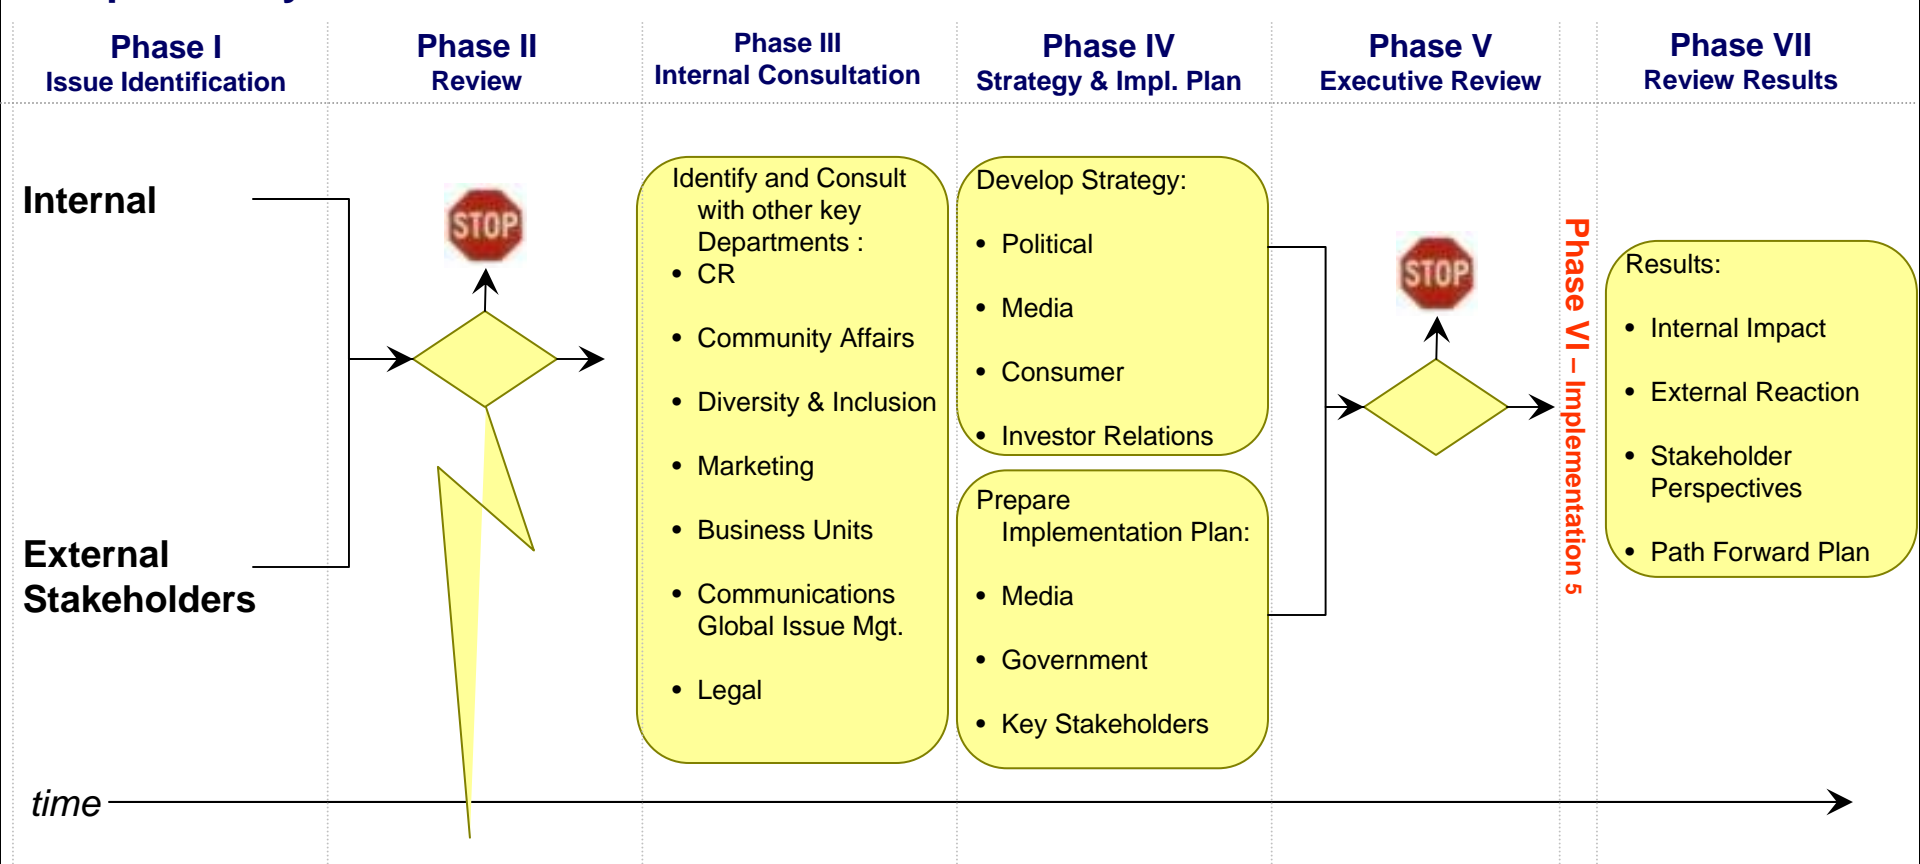 Phase I
Issue Identification
Phase II
Review
Phase III
Internal Consultation
Phase IV
Strategy & Impl. Plan
Phase V
Executive Review
Phase VII
Review Results
Internal
External
Stakeholders
STOP
Identify and Consult
with other key
Departments :
• CR
• Community Affairs
• Diversity & Inclusion
• Marketing
• Business Units
• Communications
Global Issue Mgt.
• Legal
Develop Strategy:
• Political
• Media
• Consumer
• Investor Relations
Prepare
Implementation Plan:
• Media
• Government
• Key Stakeholders
STOP
Phase VI – Implementation 5
Results:
• Internal Impact
• External Reaction
• Stakeholder
Perspectives
• Path Forward Plan
time